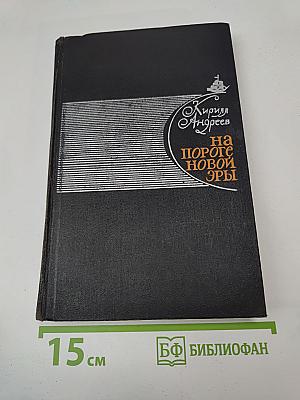 Кирилл
Андреев
НА
ПОРОГЕ
НОВОЙ
ЭРЫ
15 см
БФ БИБЛИОФАН